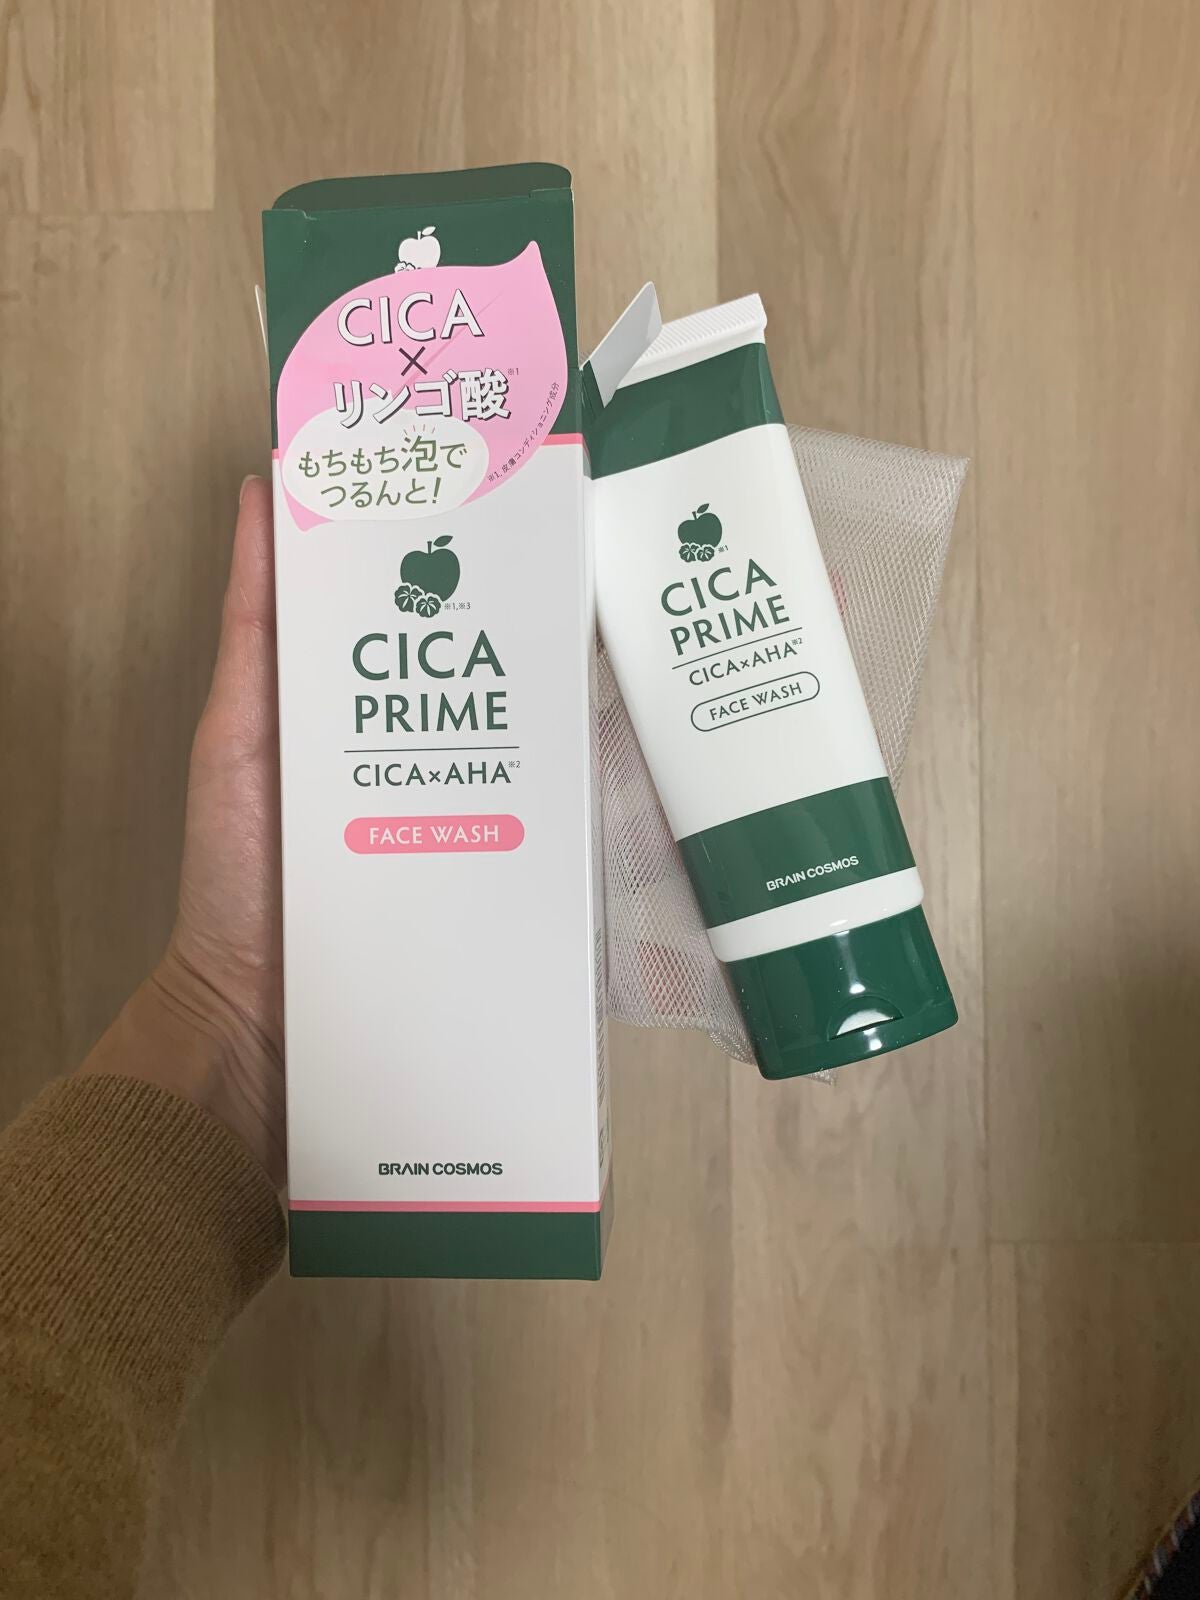 CICA
×
リンゴ酸※1
※1.皮膚コンディショニング成分
もちもち泡で
つるんと!
※1,※3
CICA
PRIME
CICA×AHA※2
FACE WASH
BRAIN COSMOS
※1
CICA
PRIME
CICA×AHA※2
FACE WASH
BRAIN COSMOS